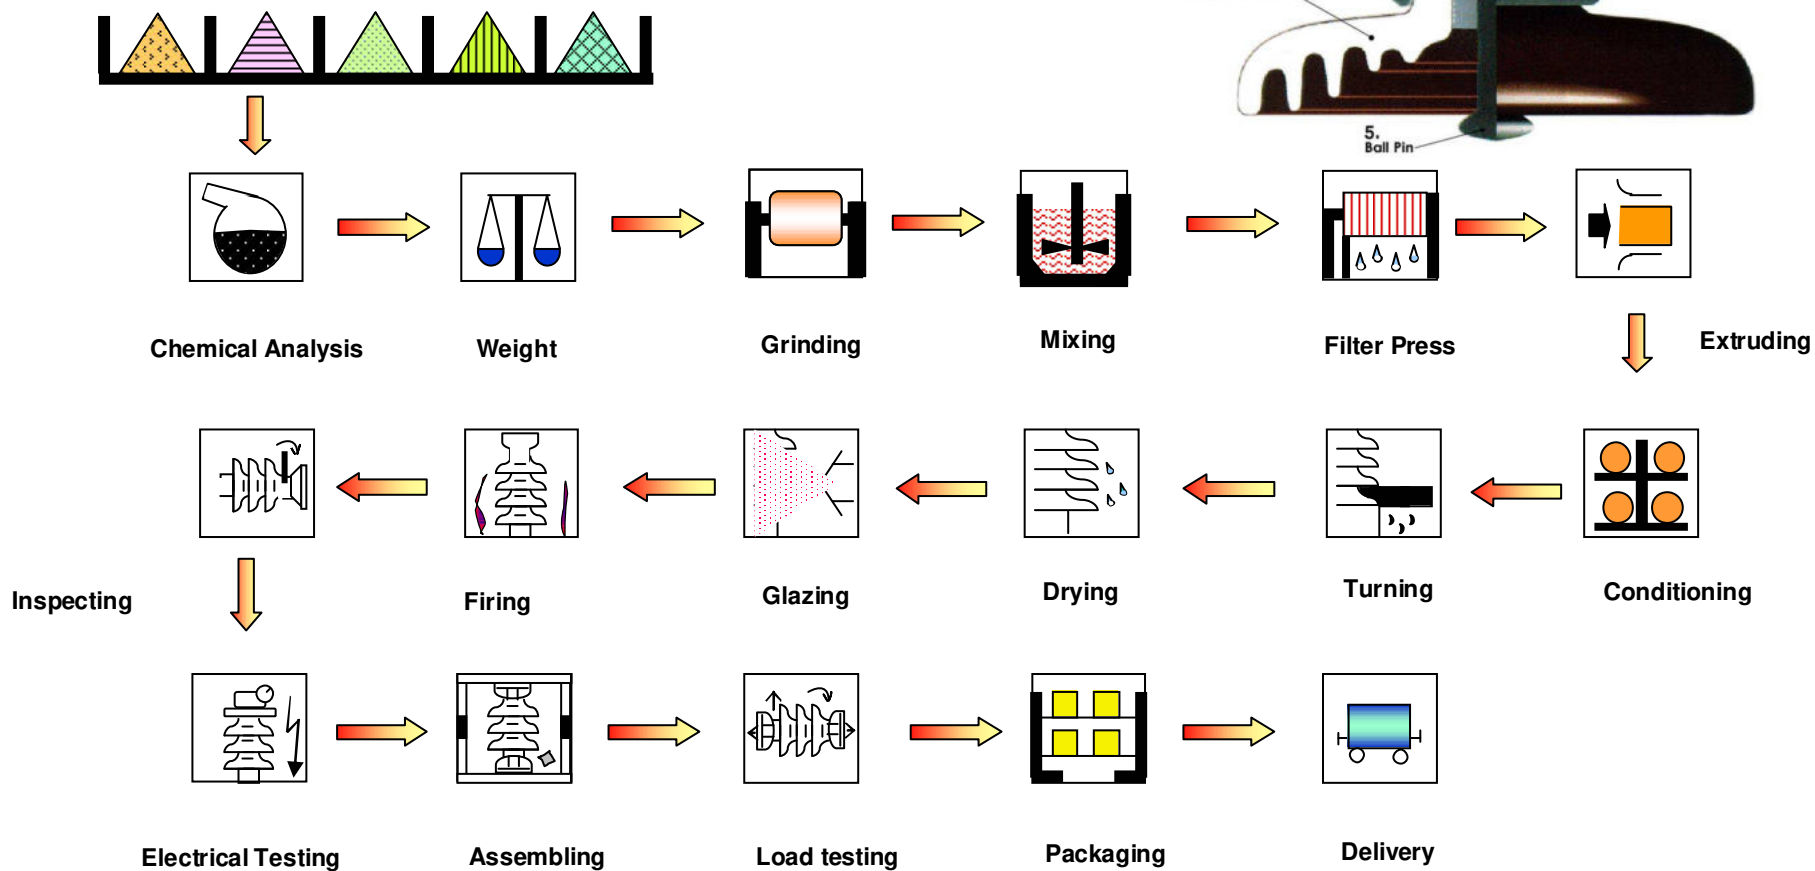 5.
Ball Pin
Chemical Analysis
Weight
Grinding
Mixing
Filter Press
Extruding
Inspecting
Firing
Glazing
Drying
Turning
Conditioning
Electrical Testing
Assembling
Load testing
Packaging
Delivery